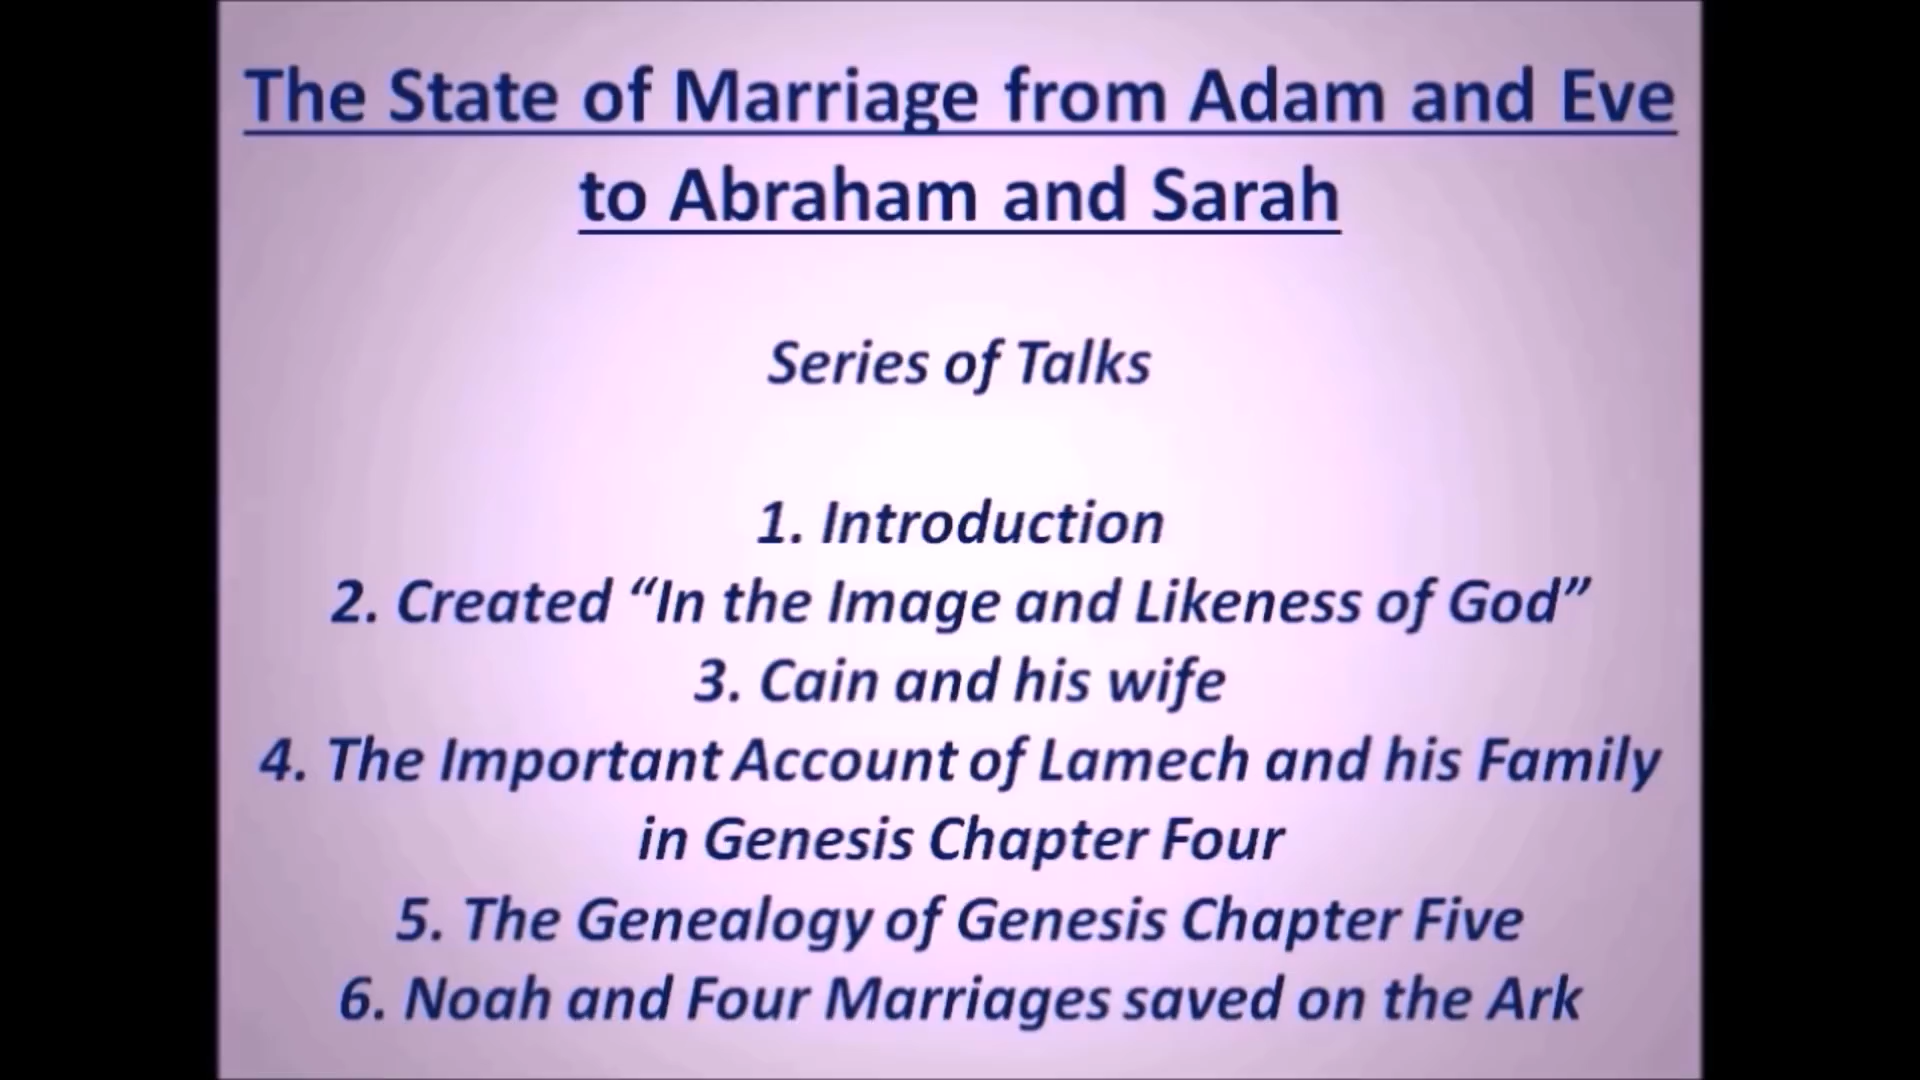 The State of Marriage from Adam and Eve
to Abraham and Sarah
Series of Talks
1. Introduction
2. Created “In the Image and Likeness of God”
3. Cain and his wife
4. The Important Account of Lamech and his Family
in Genesis Chapter Four
5. The Genealogy of Genesis Chapter Five
6. Noah and Four Marriages saved on the Ark